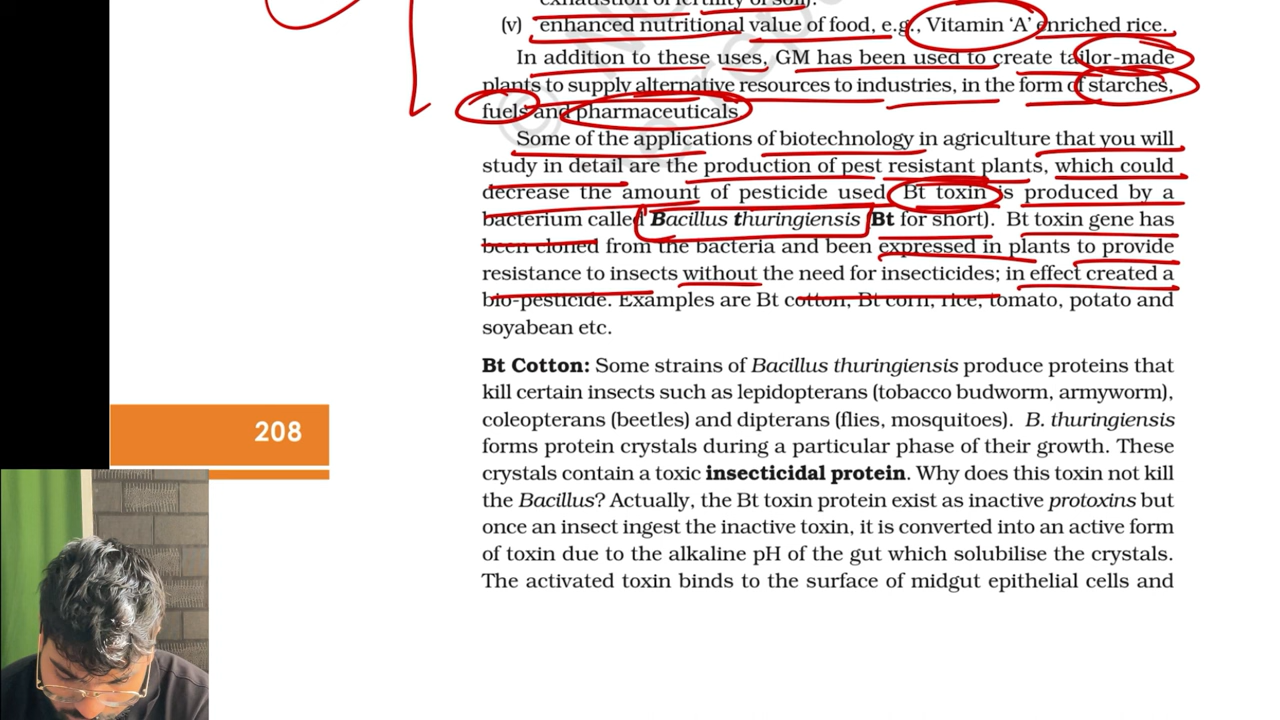 exhaustion of fertility of soil).
(v) enhanced nutritional value of food, e.g., Vitamin ‘A’ enriched rice.
In addition to these uses, GM has been used to create tailor-made
plants to supply alternative resources to industries, in the form of starches,
fuels and pharmaceuticals
Some of the applications of biotechnology in agriculture that you will
study in detail are the production of pest resistant plants, which could
decrease the amount of pesticide used Bt toxin is produced by a
bacterium called Bacillus thuringiensis (Bt for short). Bt toxin gene has
been cloned from the bacteria and been expressed in plants to provide
resistance to insects without the need for insecticides; in effect created a
bio-pesticide. Examples are Bt cotton, Bt corn, rice, tomato, potato and
soyabean etc.
Bt Cotton: Some strains of Bacillus thuringiensis produce proteins that
kill certain insects such as lepidopterans (tobacco budworm, armyworm),
coleopterans (beetles) and dipterans (flies, mosquitoes). B. thuringiensis
forms protein crystals during a particular phase of their growth. These
crystals contain a toxic insecticidal protein. Why does this toxin not kill
the Bacillus? Actually, the Bt toxin protein exist as inactive protoxins but
once an insect ingest the inactive toxin, it is converted into an active form
of toxin due to the alkaline pH of the gut which solubilise the crystals.
The activated toxin binds to the surface of midgut epithelial cells and
208